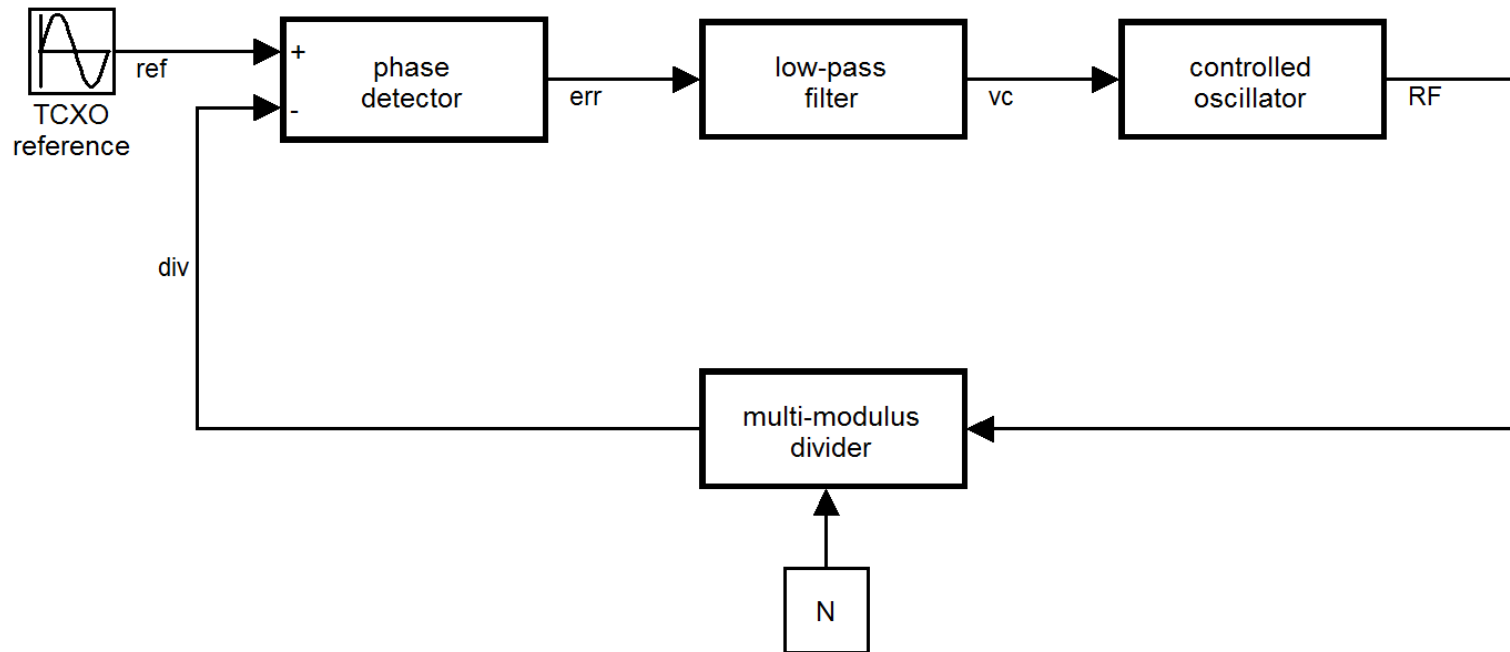 TCXO
reference
ref
+
-
phase
detector
err
low-pass
filter
vc
controlled
oscillator
RF
div
multi-modulus
divider
N